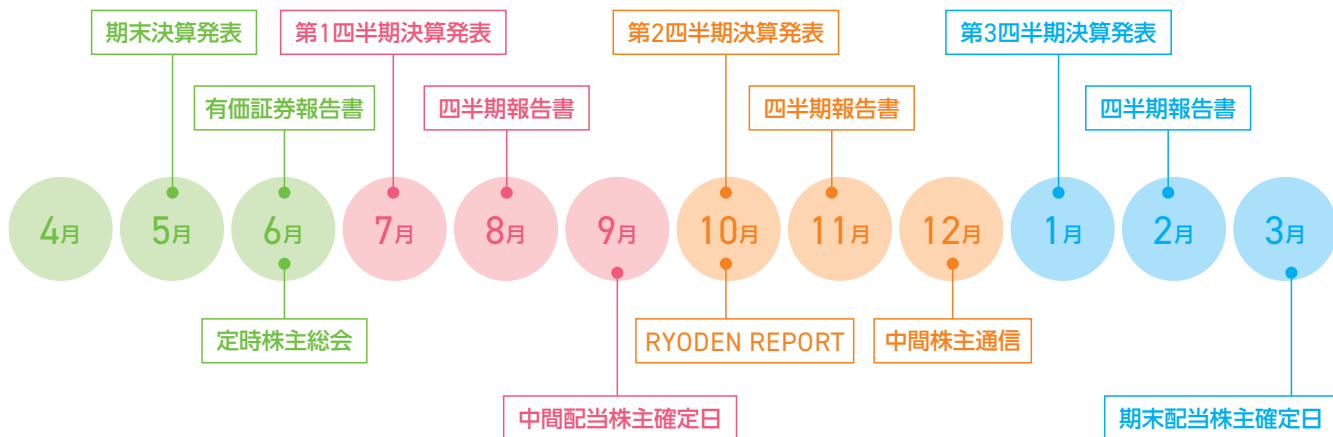 期末決算発表
第1四半期決算発表
第2四半期決算発表
第3四半期決算発表
有価証券報告書
四半期報告書
四半期報告書
四半期報告書
4月
5月
6月
7月
8月
9月
10月
11月
12月
1月
2月
3月
定時株主総会
RYODEN REPORT
中間株主通信
中間配当株主確定日
期末配当株主確定日